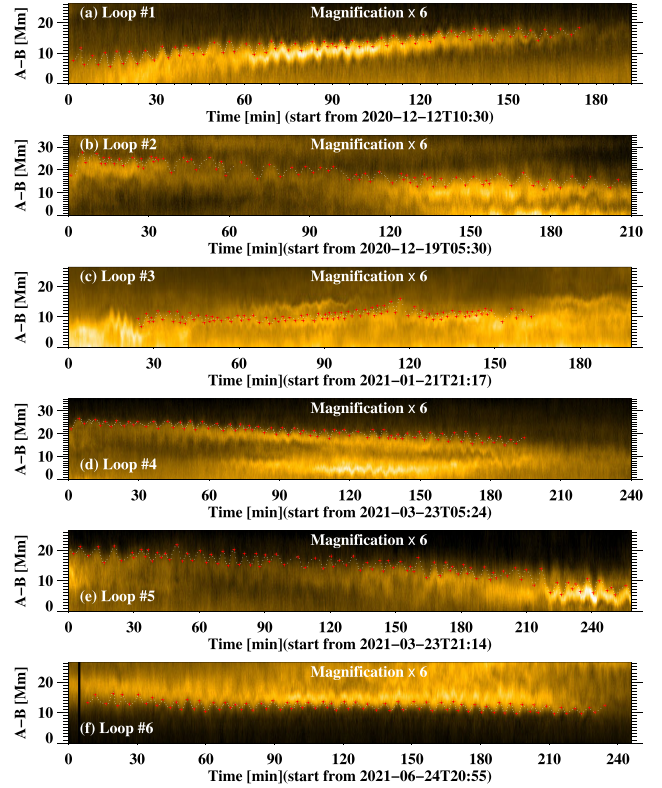 (a) Loop #1
Magnification x 6
A−B [Mm]
20
10
0
0 30 60 90 120 150 180
Time [min] (start from 2020−12−12T10:30)
(b) Loop #2
Magnification x 6
A−B [Mm]
30
20
10
0
0 30 60 90 120 150 180 210
Time [min](start from 2020−12−19T05:30)
(c) Loop #3
Magnification x 6
A−B [Mm]
20
10
0
0 30 60 90 120 150 180
Time [min](start from 2021−01−21T21:17)
Magnification x 6
A−B [Mm]
30
20
10
0
(d) Loop #4
0 30 60 90 120 150 180 210 240
Time [min](start from 2021−03−23T05:24)
Magnification x 6
A−B [Mm]
20
10
0
(e) Loop #5
0 30 60 90 120 150 180 210 240
Time [min](start from 2021−03−23T21:14)
Magnification x 6
A−B [Mm]
20
10
0
(f) Loop #6
0 30 60 90 120 150 180 210 240
Time [min](start from 2021−06−24T20:55)